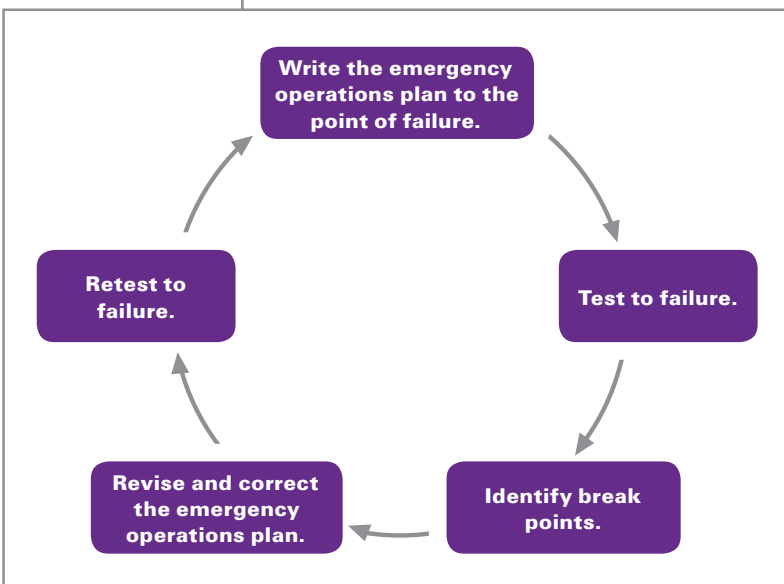 Write the emergency
operations plan to the
point of failure.
Test to failure.
Identify break
points.
Revise and correct
the emergency
operations plan.
Retest to
failure.